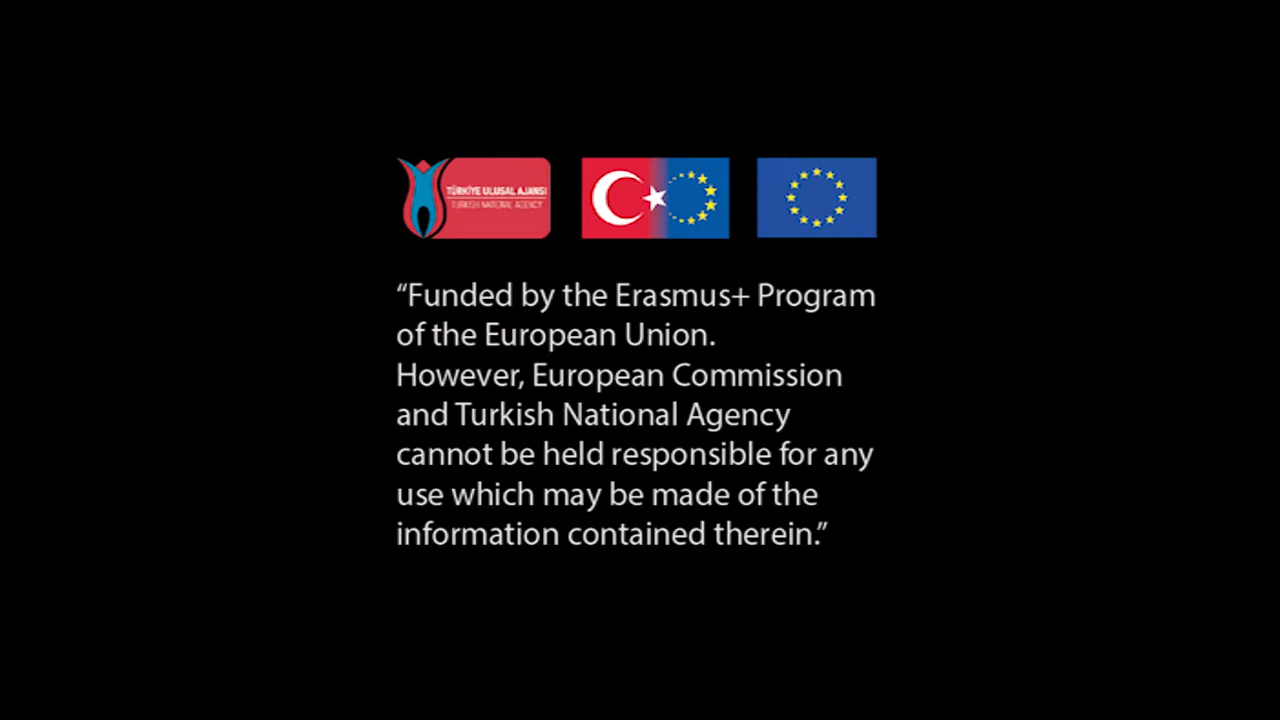 TÜRKİYE ULUSAL AJANSI
TURKISH NATIONAL AGENCY
“Funded by the Erasmus+ Program
of the European Union.
However, European Commission
and Turkish National Agency
cannot be held responsible for any
use which may be made of the
information contained therein.”